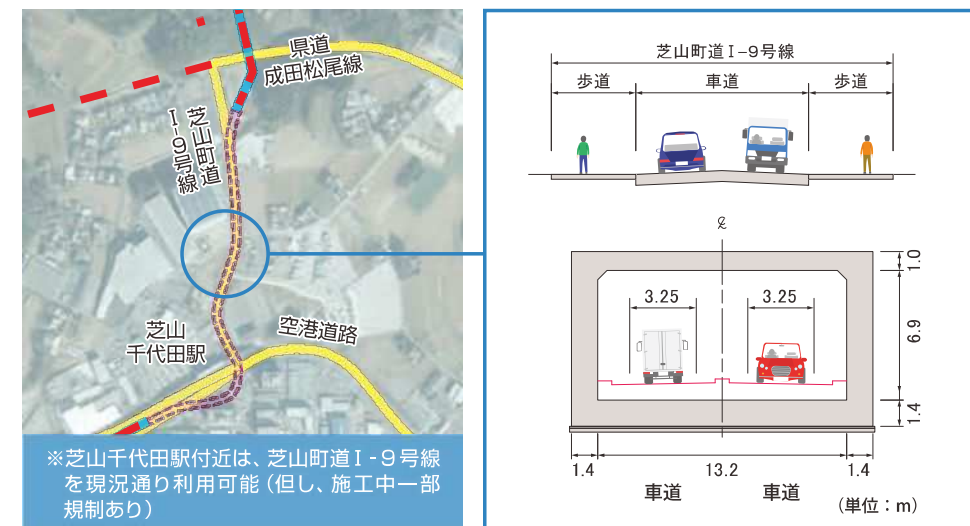 県道
成田松尾線
芝山町道
Ⅰ-9号線
芝山
千代田駅
空港道路
※芝山千代田駅付近は、芝山町道Ⅰ-9号線
を現況通り利用可能（但し、施工中一部
規制あり）
芝山町道Ⅰ-9号線
歩道 車道 歩道
℄
1.0
3.25 3.25
6.9
1.4
1.4 13.2 1.4
車道 車道
（単位：m）